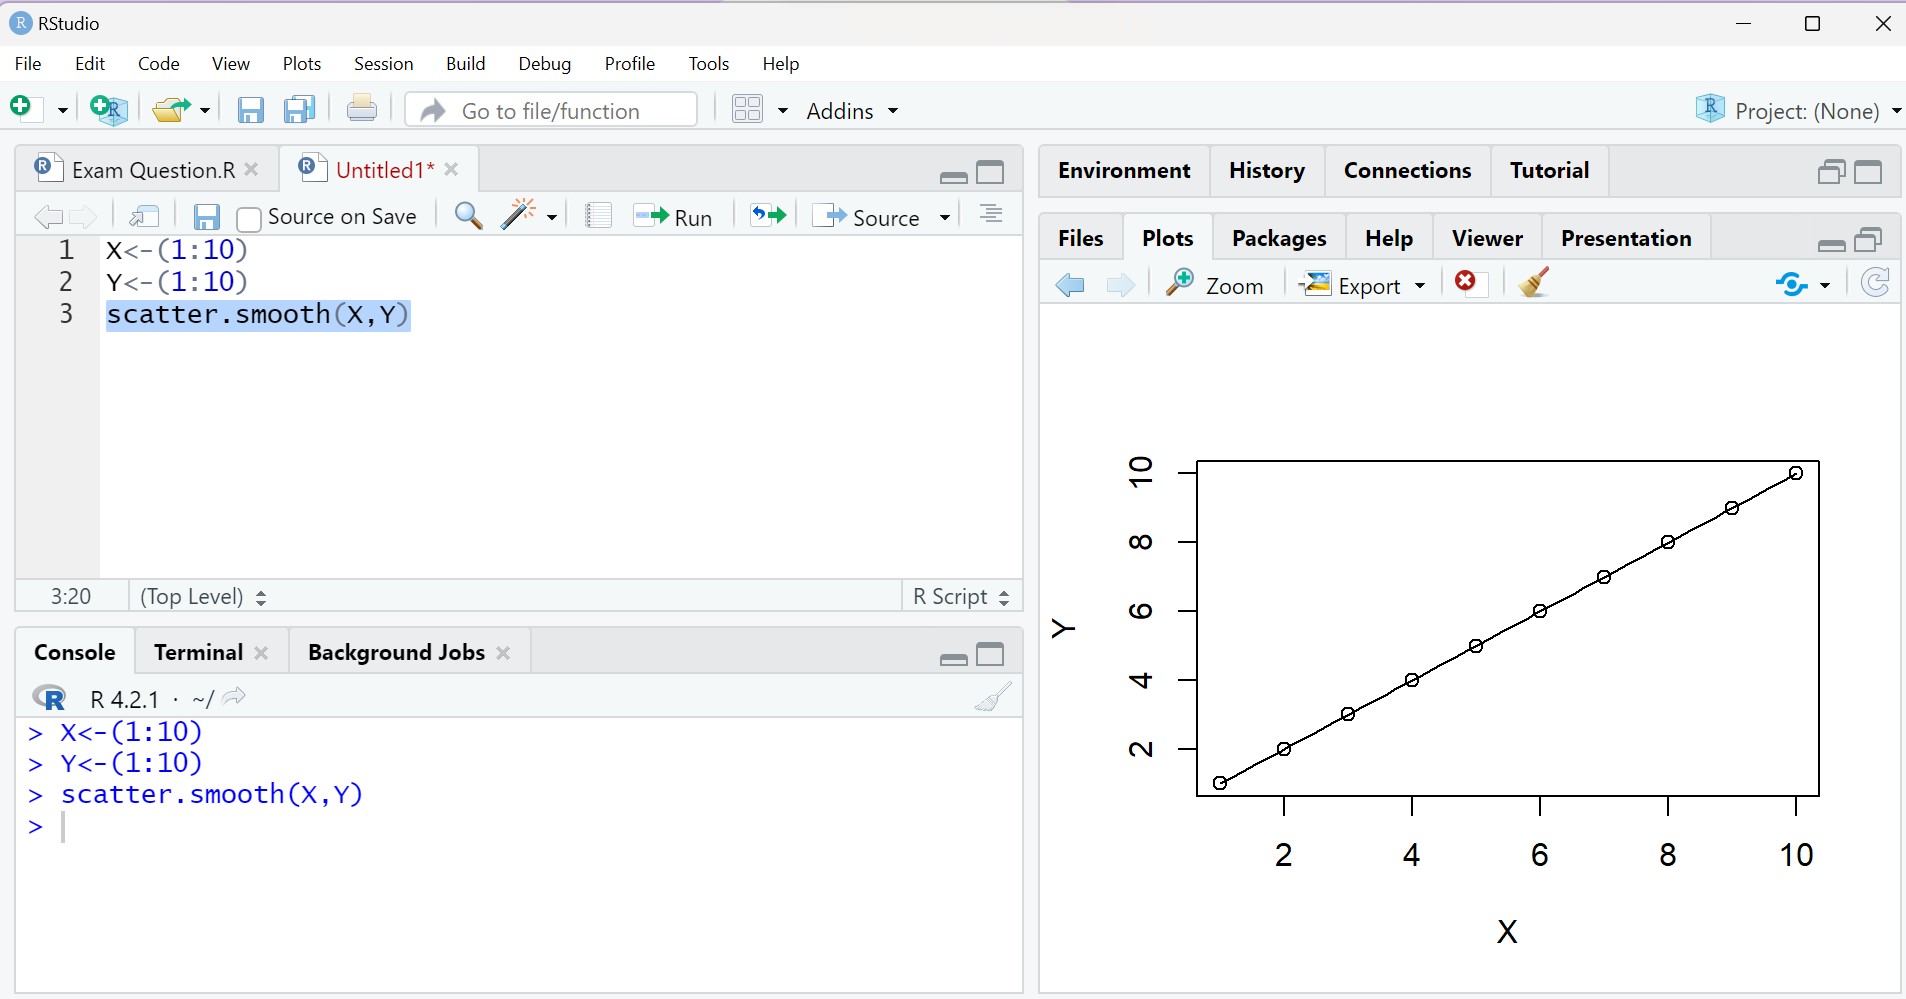 RStudio
File Edit Code View Plots Session Build Debug Profile Tools Help
Go to file/function Addins Project: (None)
Exam Question.R Untitled1*
Source on Save Run Source
1 X<-(1:10)
2 Y<-(1:10)
3 scatter.smooth(X,Y)
3:20 (Top Level) R Script
Console Terminal Background Jobs
R 4.2.1 · ~/
> X<-(1:10)
> Y<-(1:10)
> scatter.smooth(X,Y)
>
Environment History Connections Tutorial
Files Plots Packages Help Viewer Presentation
Zoom Export
10
8
6
4
2
Y
2 4 6 8 10
X